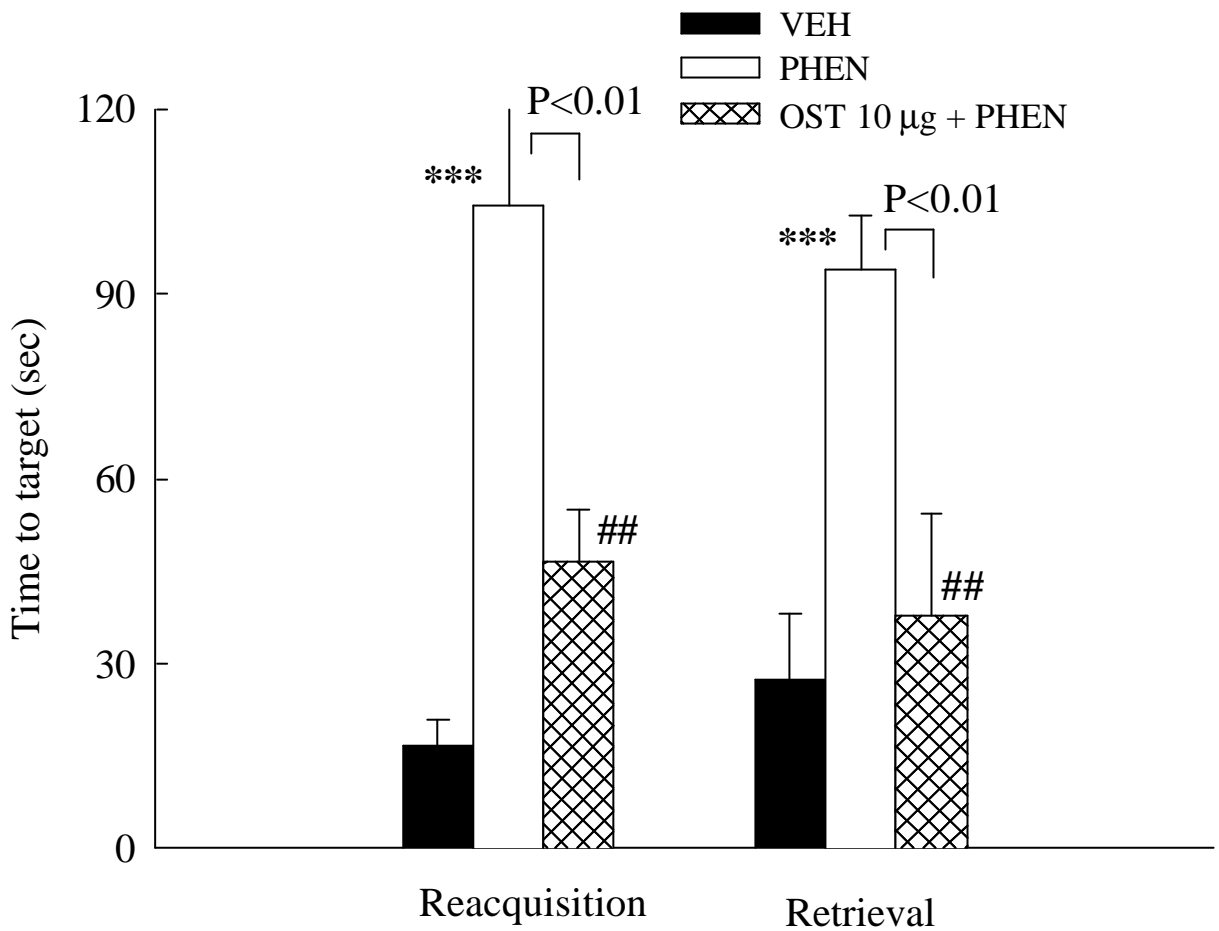 VEH
PHEN
OST 10 μg + PHEN
Time to target (sec)
120
90
60
30
0
***
P<0.01
##
***
P<0.01
##
Reacquisition
Retrieval